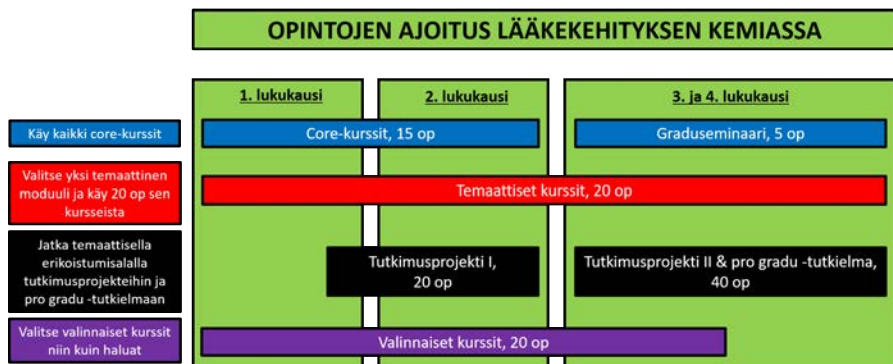 OPINTOJEN AJOITUS LÄÄKEKEHITYKSEN KEMIASSA
1. lukukausi
2. lukukausi
3. ja 4. lukukausi
Käy kaikki core-kurssit
Core-kurssit, 15 op
Graduseminaari, 5 op
Valitse yksi temaattinen
moduuli ja käy 20 op sen
kursseista
Temaattiset kurssit, 20 op
Jatka temaattisella
erikoistumisalalla
tutkimusprojekteihin ja
pro gradu -tutkielmaan
Tutkimusprojekti I,
20 op
Tutkimusprojekti II & pro gradu -tutkielma,
40 op
Valitse valinnaiset kurssit
niin kuin haluat
Valinnaiset kurssit, 20 op